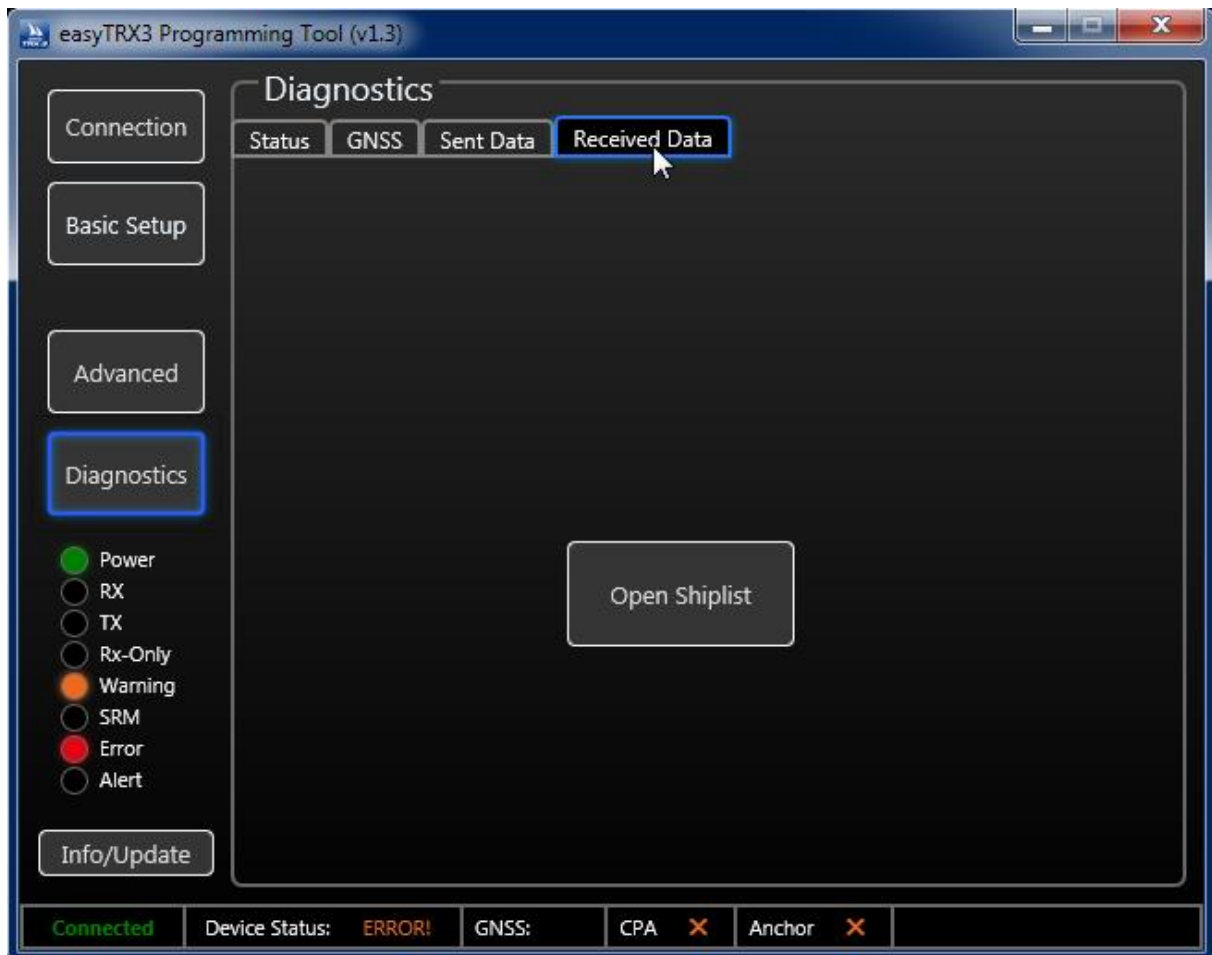 easyTRX3 Programming Tool (v1.3)
Connection
Basic Setup
Advanced
Diagnostics
Power
RX
TX
Rx-Only
Warning
SRM
Error
Alert
Info/Update
Diagnostics
Status GNSS Sent Data Received Data
Open Shiplist
Connected Device Status: ERROR! GNSS: CPA ✕ Anchor ✕